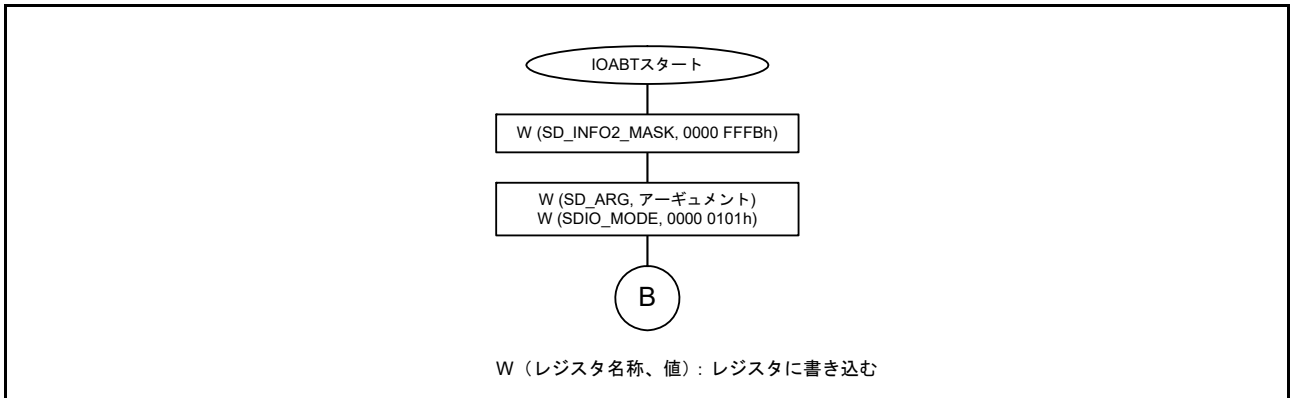 IOABTスタート
W (SD_INFO2_MASK, 0000 FFFBh)
W (SD_ARG, アーギュメント)
W (SDIO_MODE, 0000 0101h)
B
W（レジスタ名称、値）: レジスタに書き込む